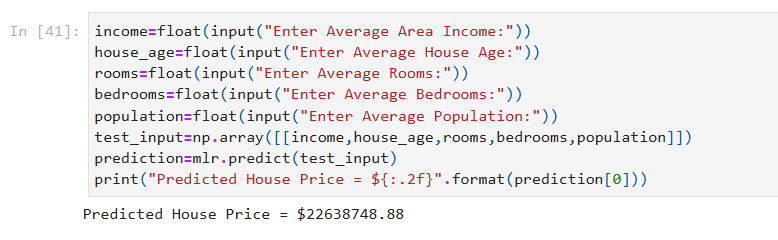 In [41]:
income=float(input("Enter Average Area Income:"))
house_age=float(input("Enter Average House Age:"))
rooms=float(input("Enter Average Rooms:"))
bedrooms=float(input("Enter Average Bedrooms:"))
population=float(input("Enter Average Population:"))
test_input=np.array([[income,house_age,rooms,bedrooms,population]])
prediction=mlr.predict(test_input)
print("Predicted House Price = ${:.2f}".format(prediction[0]))
Predicted House Price = $22638748.88